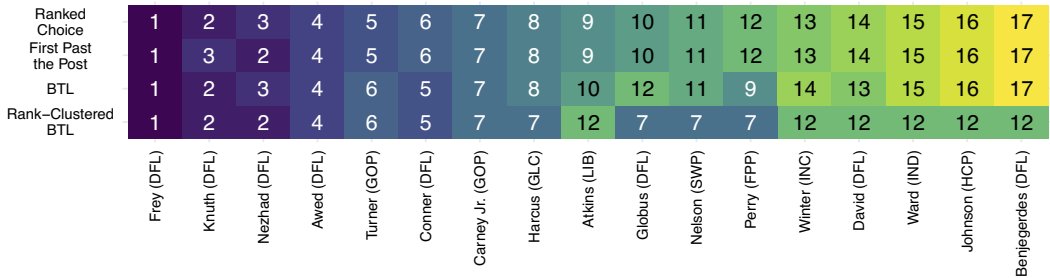 Ranked
Choice
1 2 3 4 5 6 7 8 9 10 11 12 13 14 15 16 17
First Past
the Post
1 3 2 4 5 6 7 8 9 10 11 12 13 14 15 16 17
BTL
1 2 3 4 6 5 7 8 10 12 11 9 14 13 15 16 17
Rank−Clustered
BTL
1 2 2 4 6 5 7 7 12 7 7 7 12 12 12 12 12
Frey (DFL)
Knuth (DFL)
Nezhad (DFL)
Awed (DFL)
Turner (GOP)
Conner (DFL)
Carney Jr. (GOP)
Harcus (GLC)
Atkins (LIB)
Globus (DFL)
Nelson (SWP)
Perry (FPP)
Winter (INC)
David (DFL)
Ward (IND)
Johnson (HCP)
Benjegerdes (DFL)